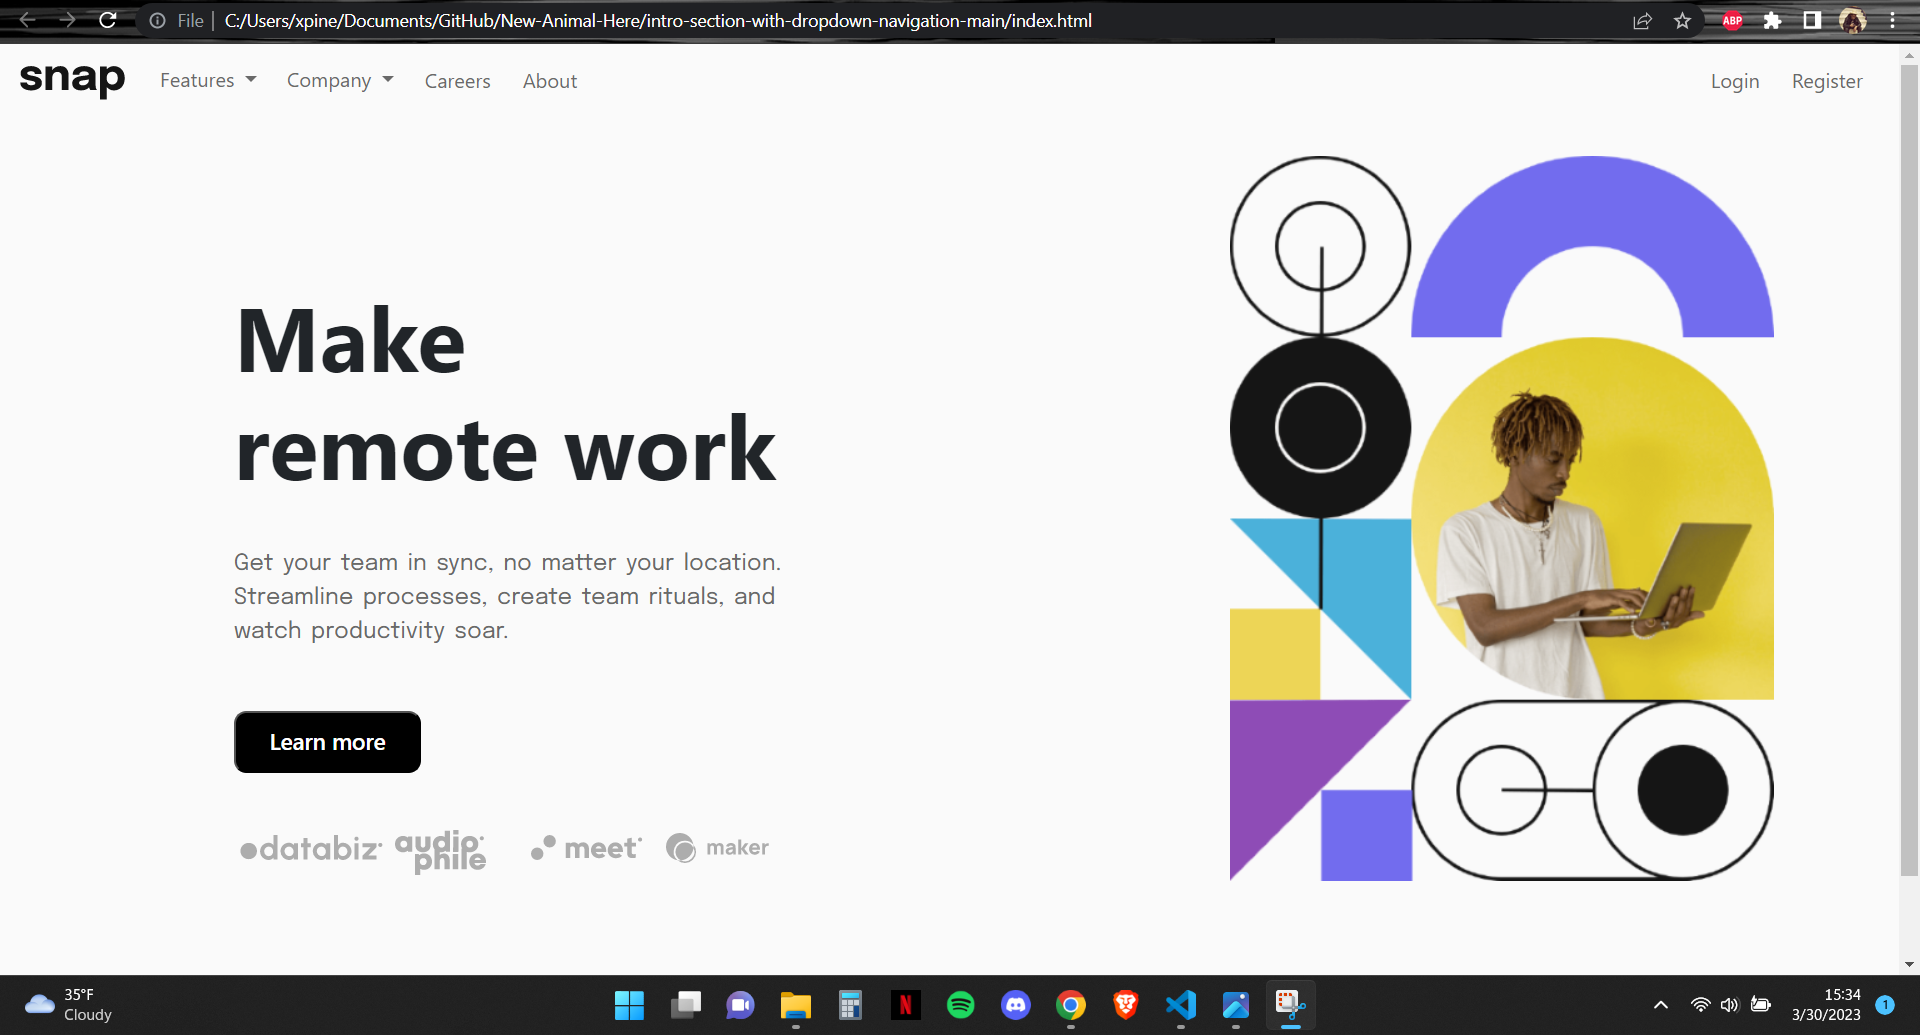 File | C:/Users/xpine/Documents/GitHub/New-Animal-Here/intro-section-with-dropdown-navigation-main/index.html
ABP
snap Features Company Careers About Login Register
Make
remote work
Get your team in sync, no matter your location.
Streamline processes, create team rituals, and
watch productivity soar.
Learn more
databiz audiophile meet maker
35°F
Cloudy
N
15:34
3/30/2023
1